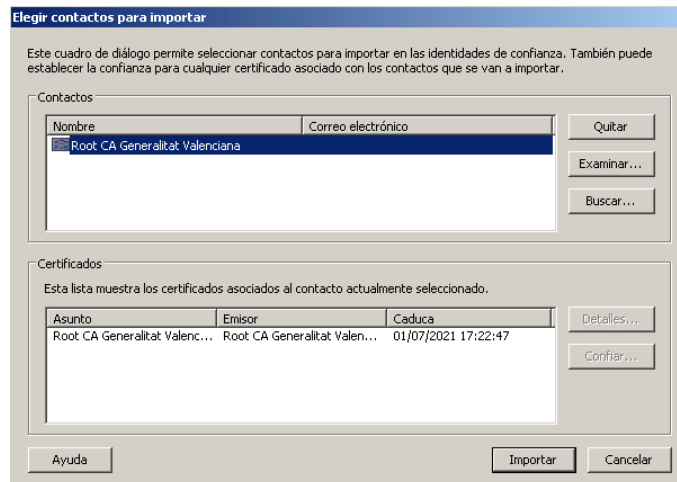 Elegir contactos para importar
Este cuadro de diálogo permite seleccionar contactos para importar en las identidades de confianza. También puede
establecer la confianza para cualquier certificado asociado con los contactos que se van a importar.
Contactos
Nombre Correo electrónico
Root CA Generalitat Valenciana
Quitar
Examinar...
Buscar...
Certificados
Esta lista muestra los certificados asociados al contacto actualmente seleccionado.
Asunto Emisor Caduca
Root CA Generalitat Valenc... Root CA Generalitat Valen... 01/07/2021 17:22:47
Detalles...
Confiar...
Ayuda Importar Cancelar